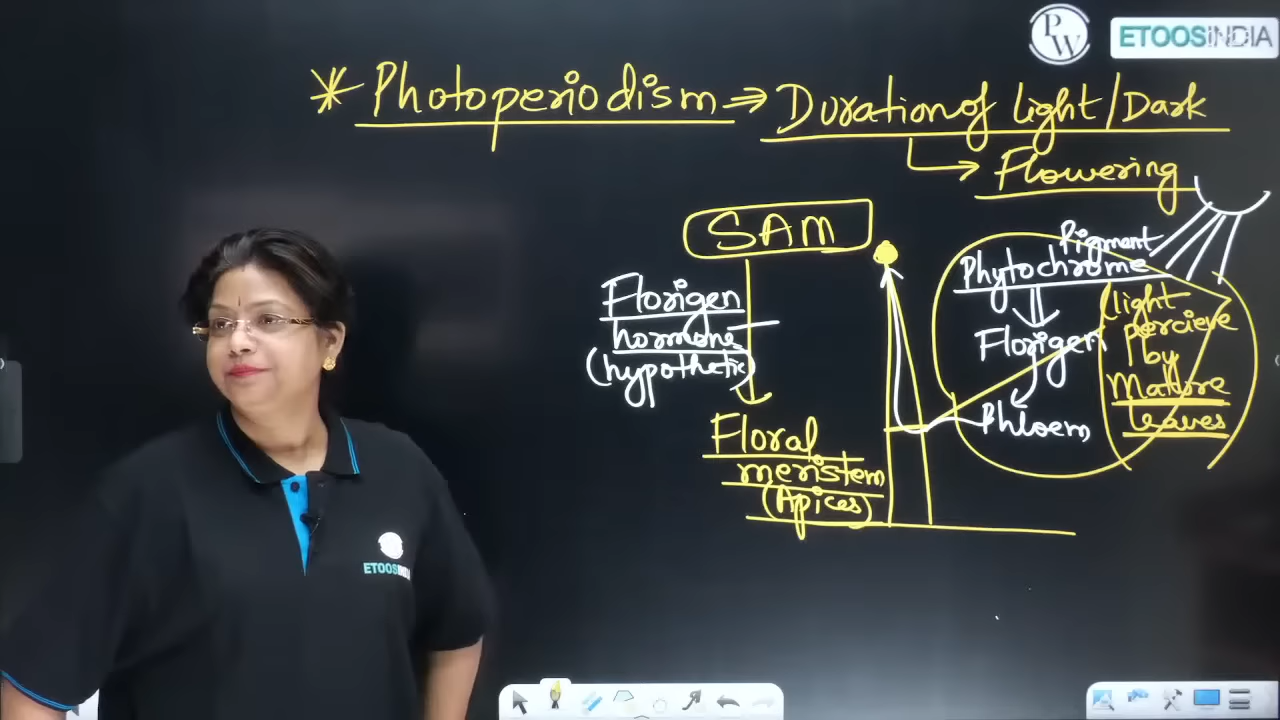 PW
ETOOSINDIA
* Photoperiodism ⇒ Duration of light/Dark
Flowering
SAM
Pigment
Phytochrome
Florigen
hormone
(hypothetic)
Florigen
Phloem
light
percieve
by
Mature
leaves
Floral
meristem
(Apices)
ETOOSINDIA